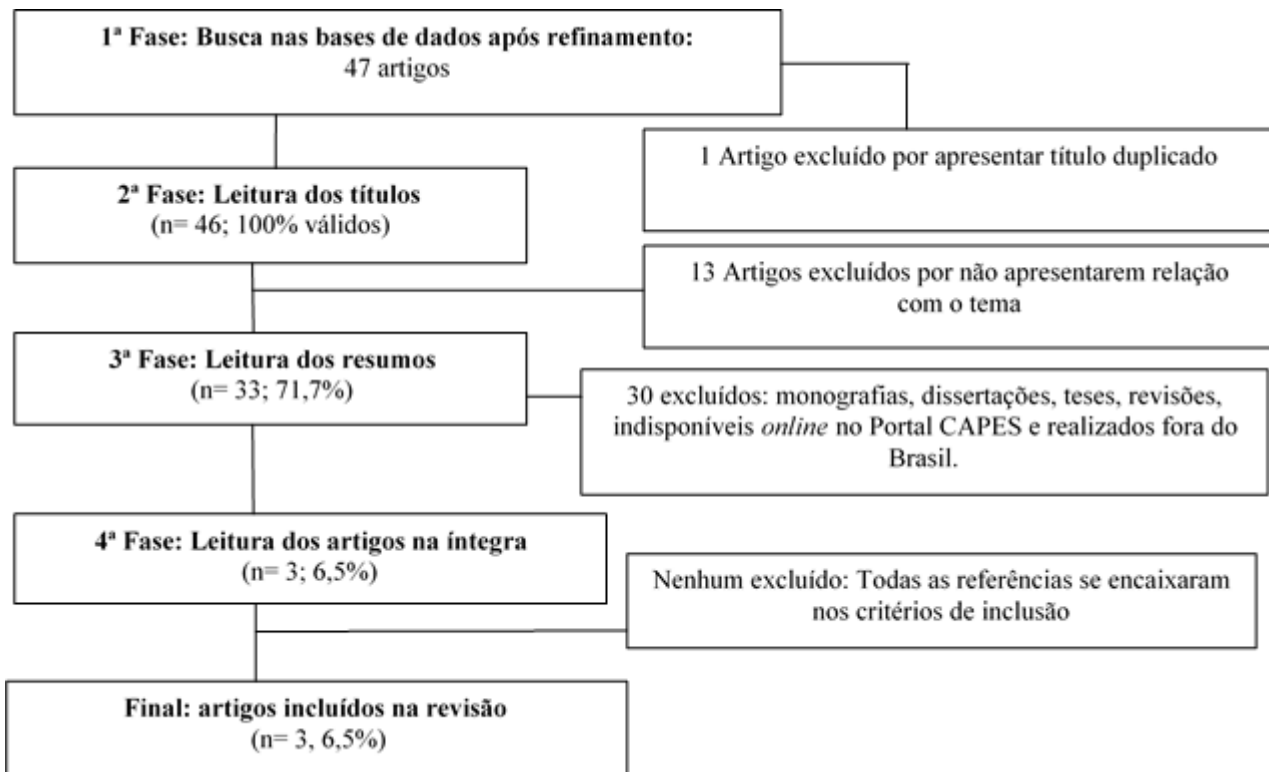 1ª Fase: Busca nas bases de dados após refinamento:
47 artigos
1 Artigo excluído por apresentar título duplicado
2ª Fase: Leitura dos títulos
(n= 46; 100% válidos)
13 Artigos excluídos por não apresentarem relação
com o tema
3ª Fase: Leitura dos resumos
(n= 33; 71,7%)
30 excluídos: monografias, dissertações, teses, revisões,
indisponíveis online no Portal CAPES e realizados fora do
Brasil.
4ª Fase: Leitura dos artigos na íntegra
(n= 3; 6,5%)
Nenhum excluído: Todas as referências se encaixaram
nos critérios de inclusão
Final: artigos incluídos na revisão
(n= 3, 6,5%)